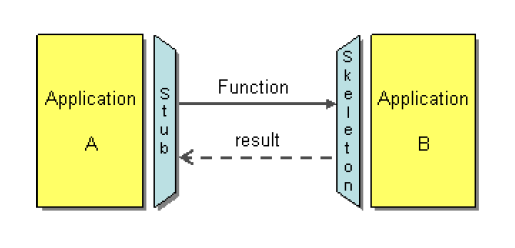 Application
A
Stub
Function
result
Skeleton
Application
B